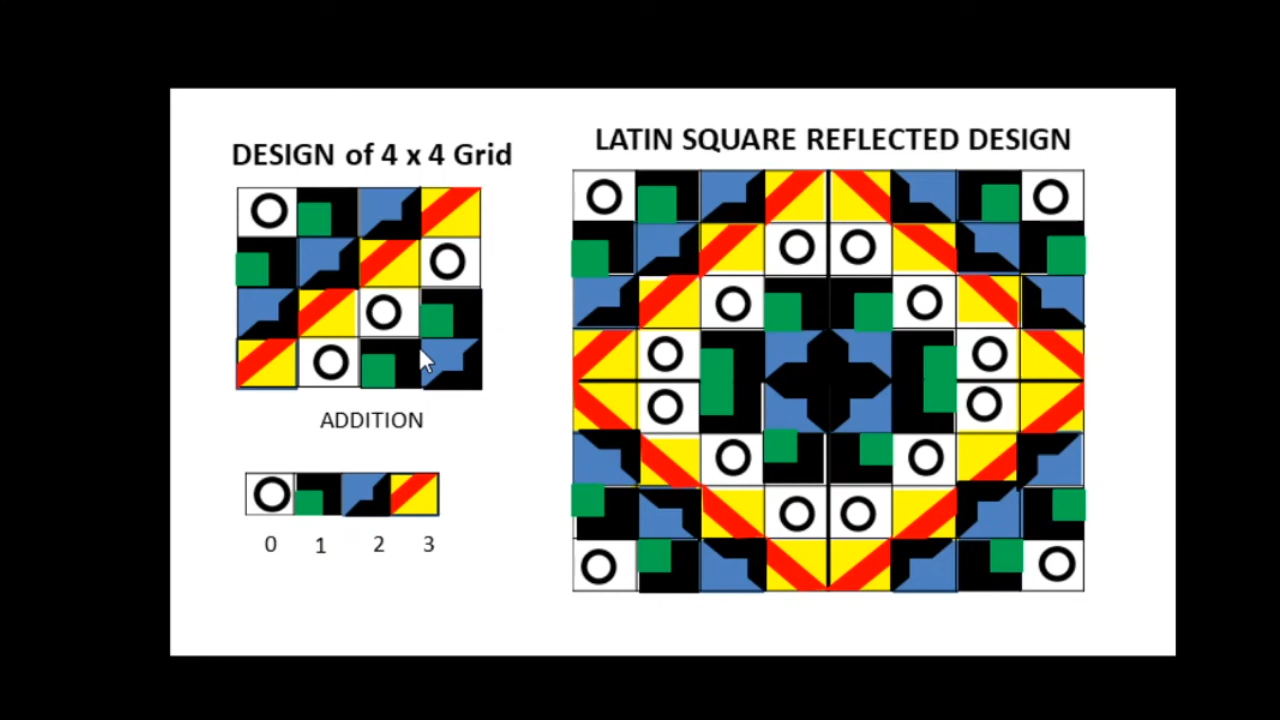 DESIGN of 4 x 4 Grid
LATIN SQUARE REFLECTED DESIGN
ADDITION
0 1 2 3